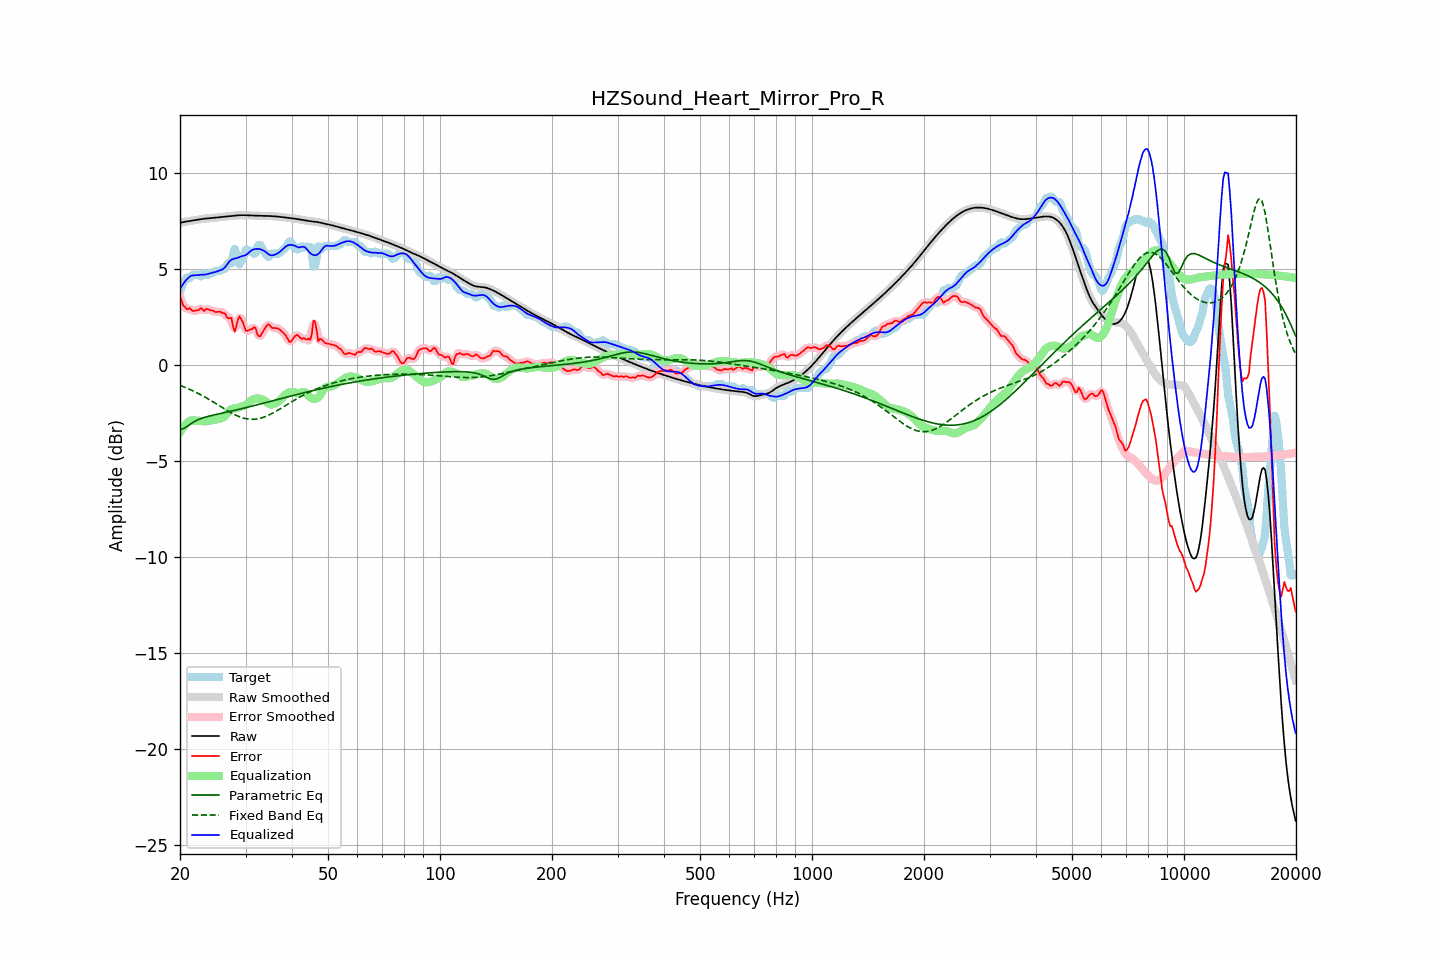 HZSound_Heart_Mirror_Pro_R
Amplitude (dBr)
10
5
0
−5
−10
−15
−20
−25
Target
Raw Smoothed
Error Smoothed
Raw
Error
Equalization
Parametric Eq
Fixed Band Eq
Equalized
20 50 100 200 500 1000 2000 5000 10000 20000
Frequency (Hz)